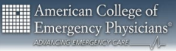 American College of
Emergency Physicians®
ADVANCING EMERGENCY CARE